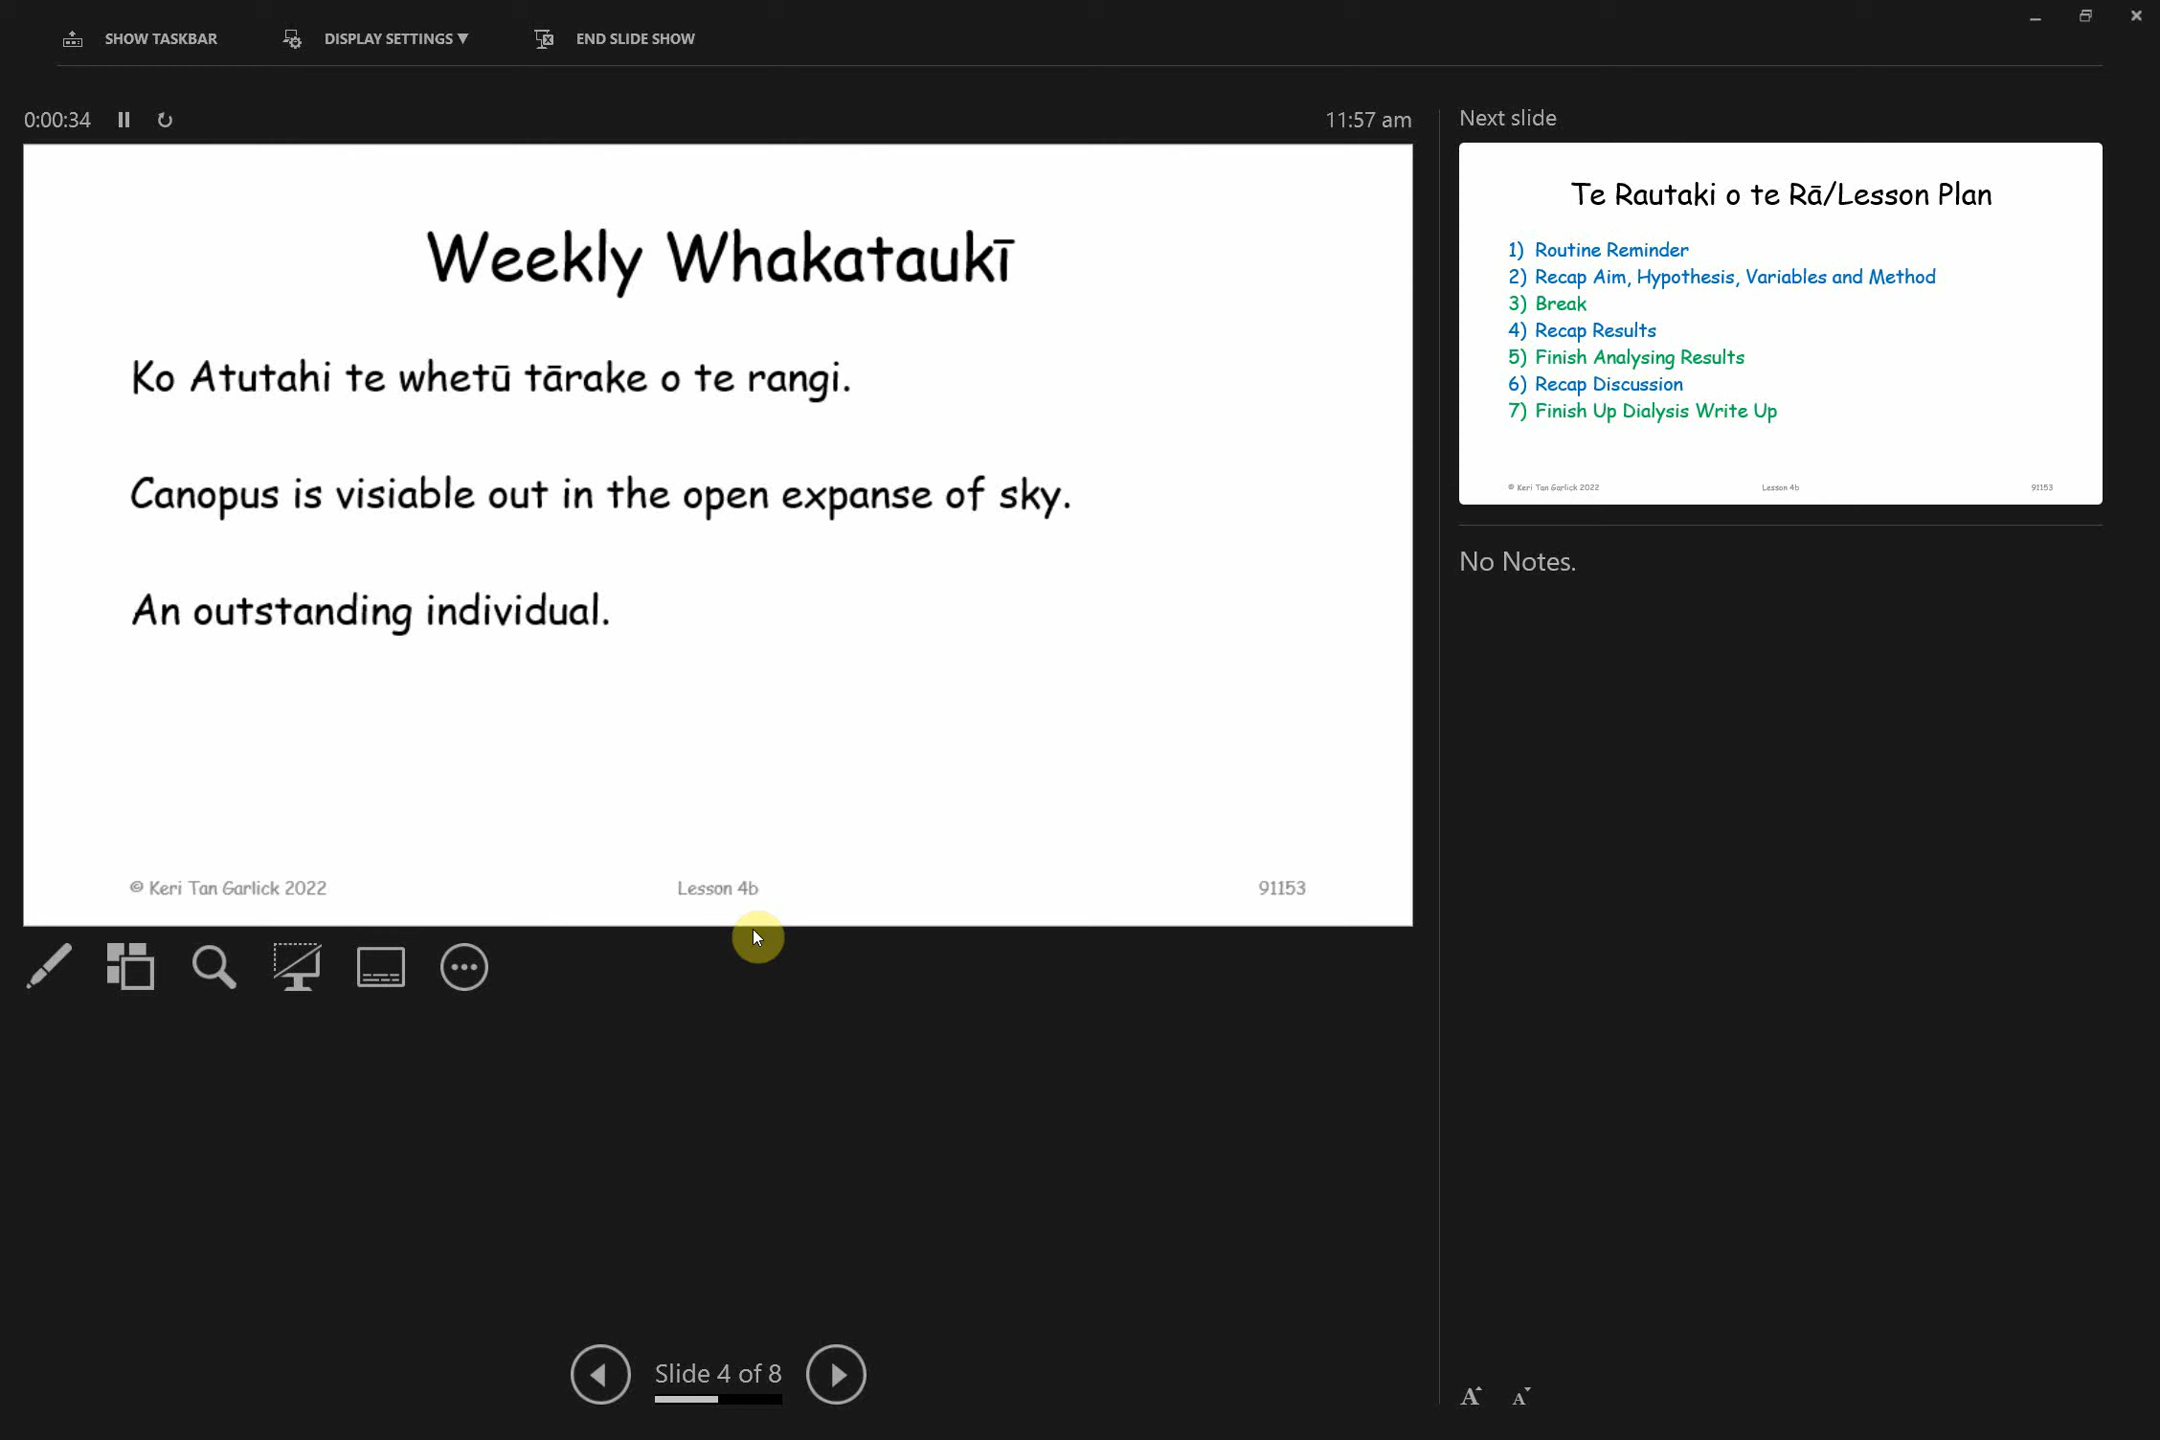 SHOW TASKBAR DISPLAY SETTINGS ▼ END SLIDE SHOW
0:00:34 11:57 am
Weekly Whakataukī
Ko Atutahi te whetū tārake o te rangi.
Canopus is visiable out in the open expanse of sky.
An outstanding individual.
© Keri Tan Garlick 2022 Lesson 4b 91153
Slide 4 of 8
Next slide
Te Rautaki o te Rā/Lesson Plan
1) Routine Reminder
2) Recap Aim, Hypothesis, Variables and Method
3) Break
4) Recap Results
5) Finish Analysing Results
6) Recap Discussion
7) Finish Up Dialysis Write Up
© Keri Tan Garlick 2022 Lesson 4b 91153
No Notes.
A A